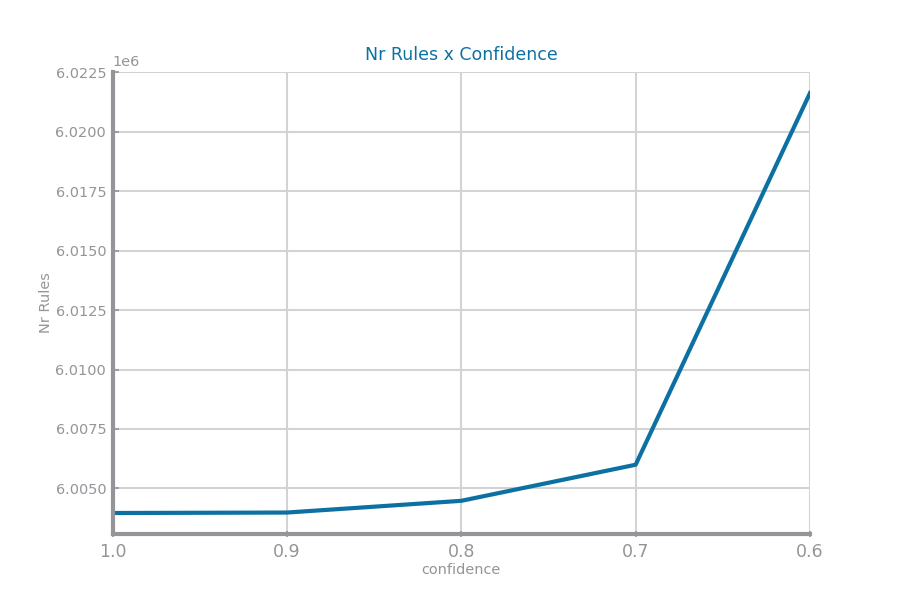 Nr Rules x Confidence
1e6
6.0225
6.0200
6.0175
6.0150
6.0125
6.0100
6.0075
6.0050
Nr Rules
1.0 0.9 0.8 0.7 0.6
confidence